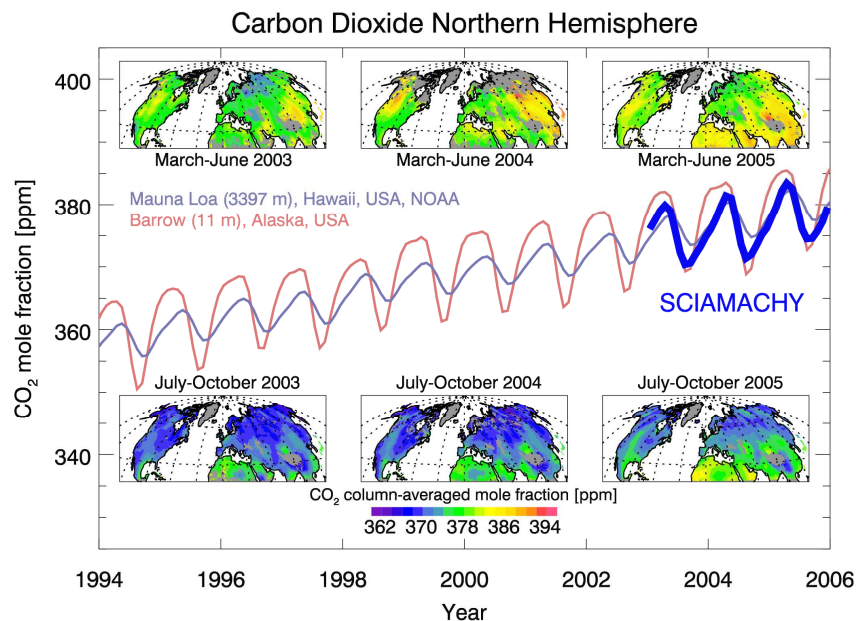 Carbon Dioxide Northern Hemisphere
CO2 mole fraction [ppm]
400
380
360
340
March-June 2003
March-June 2004
March-June 2005
Mauna Loa (3397 m), Hawaii, USA, NOAA
Barrow (11 m), Alaska, USA
SCIAMACHY
July-October 2003
July-October 2004
July-October 2005
CO2 column-averaged mole fraction [ppm]
362 370 378 386 394
1994 1996 1998 2000 2002 2004 2006
Year